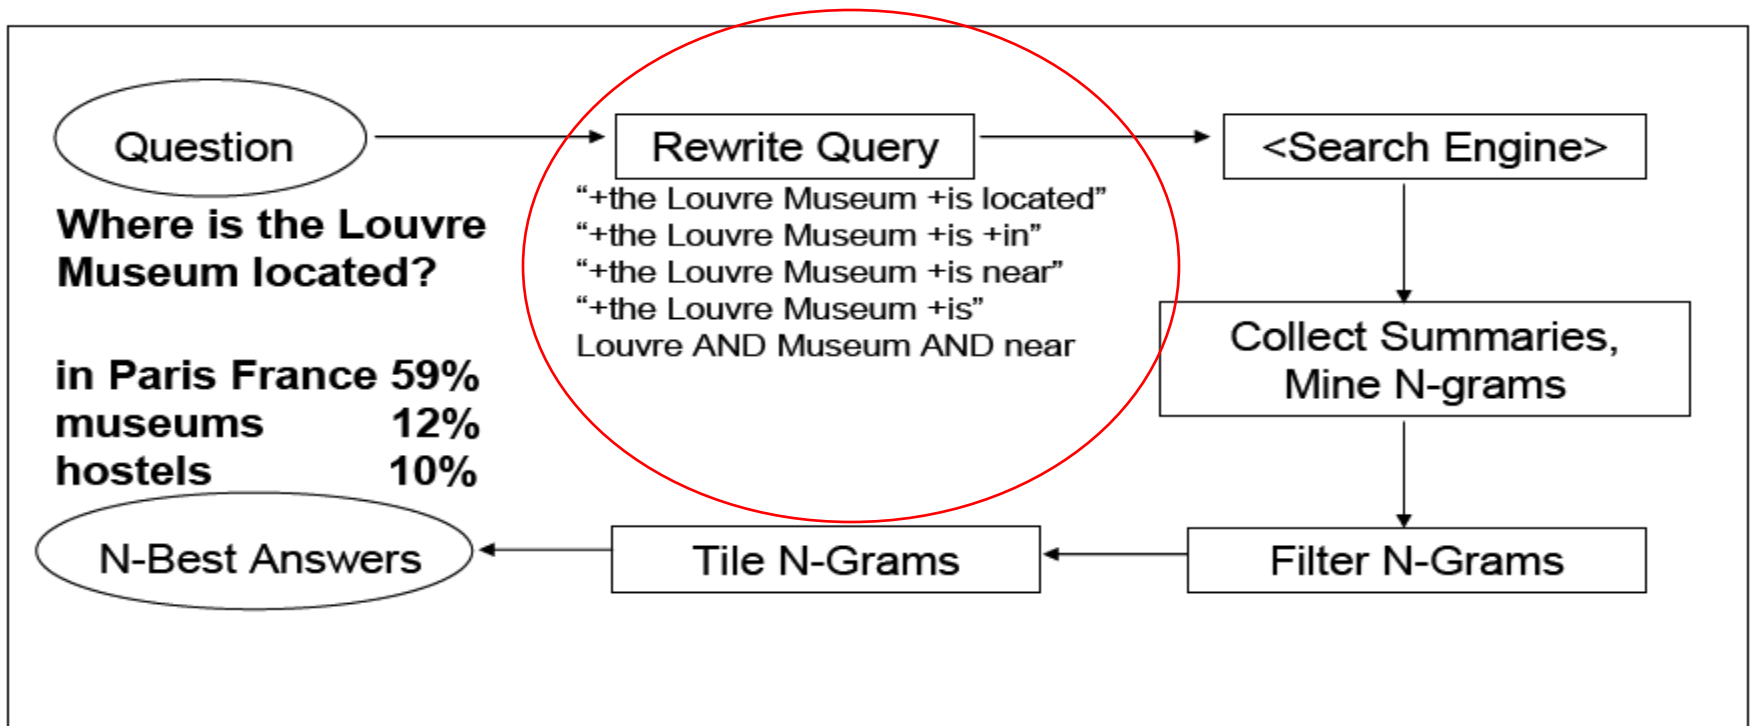 Question
Where is the Louvre
Museum located?
in Paris France 59%
museums 12%
hostels 10%
N-Best Answers
Rewrite Query
“+the Louvre Museum +is located”
“+the Louvre Museum +is +in”
“+the Louvre Museum +is near”
“+the Louvre Museum +is”
Louvre AND Museum AND near
<Search Engine>
Collect Summaries,
Mine N-grams
Filter N-Grams
Tile N-Grams